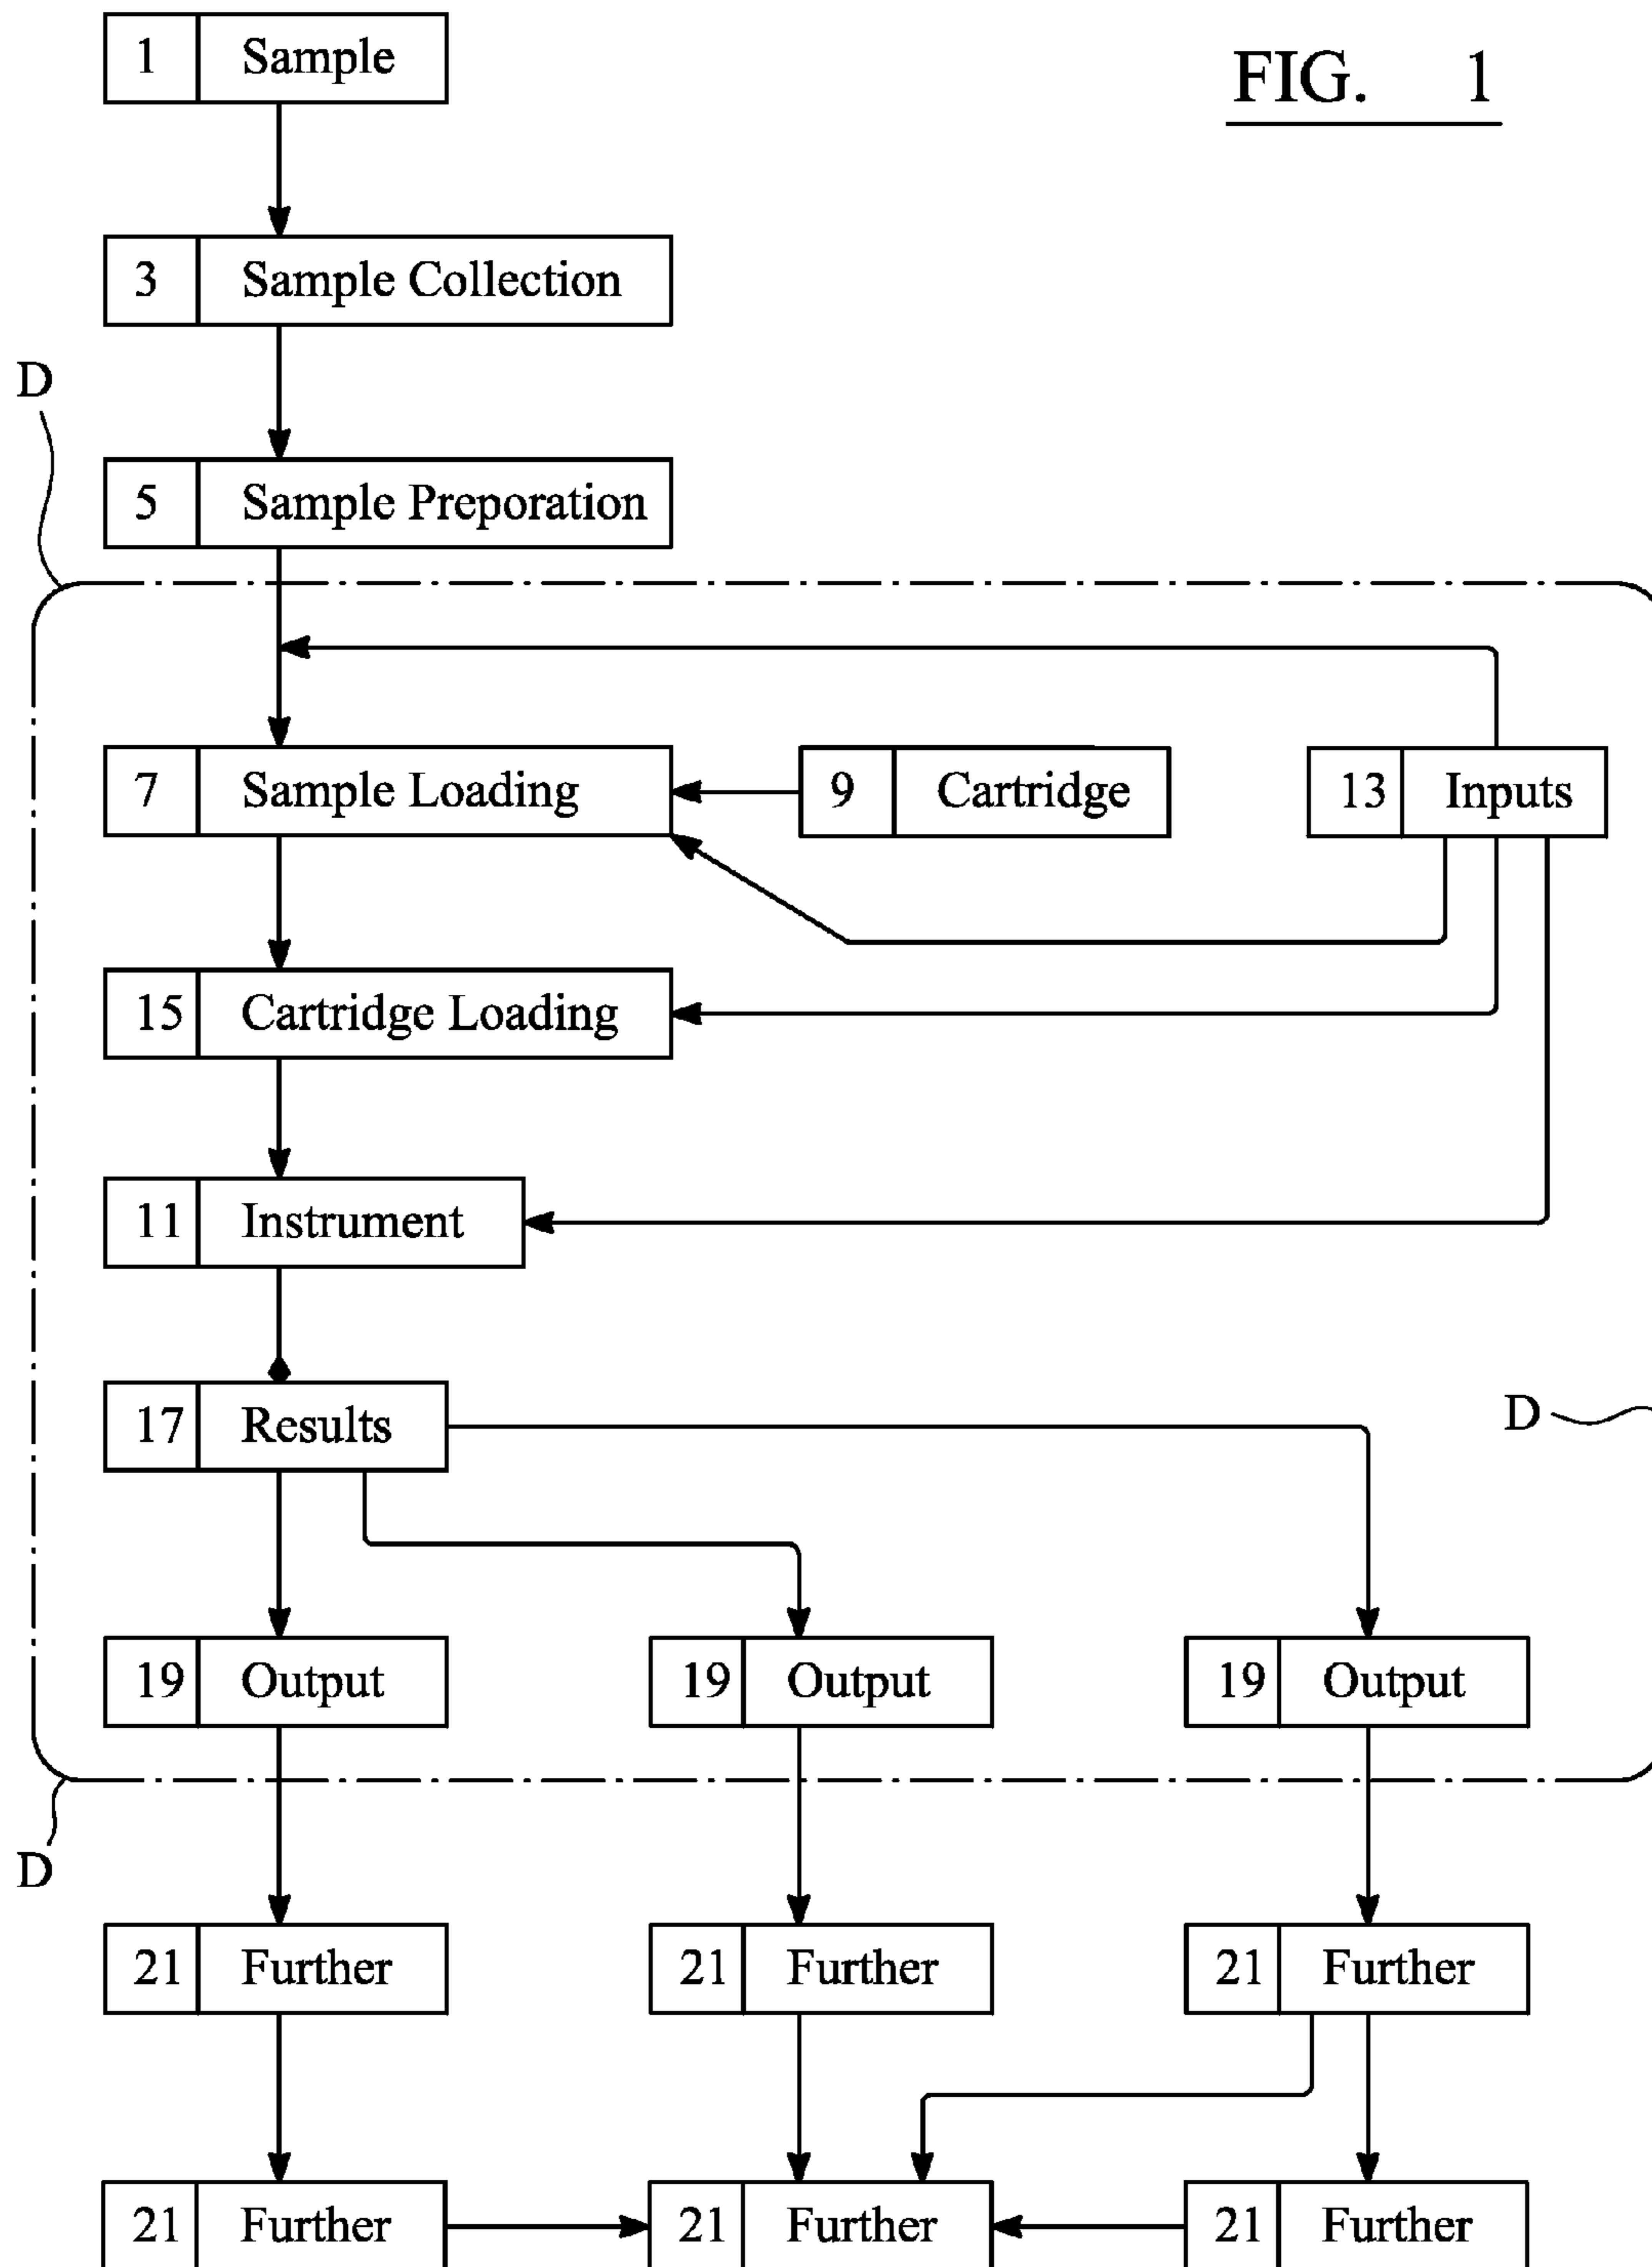 FIG. 1
1 Sample
3 Sample Collection
D
5 Sample Preporation
7 Sample Loading
9 Cartridge
13 Inputs
15 Cartridge Loading
11 Instrument
17 Results
D
19 Output
19 Output
19 Output
D
21 Further
21 Further
21 Further
21 Further
21 Further
21 Further